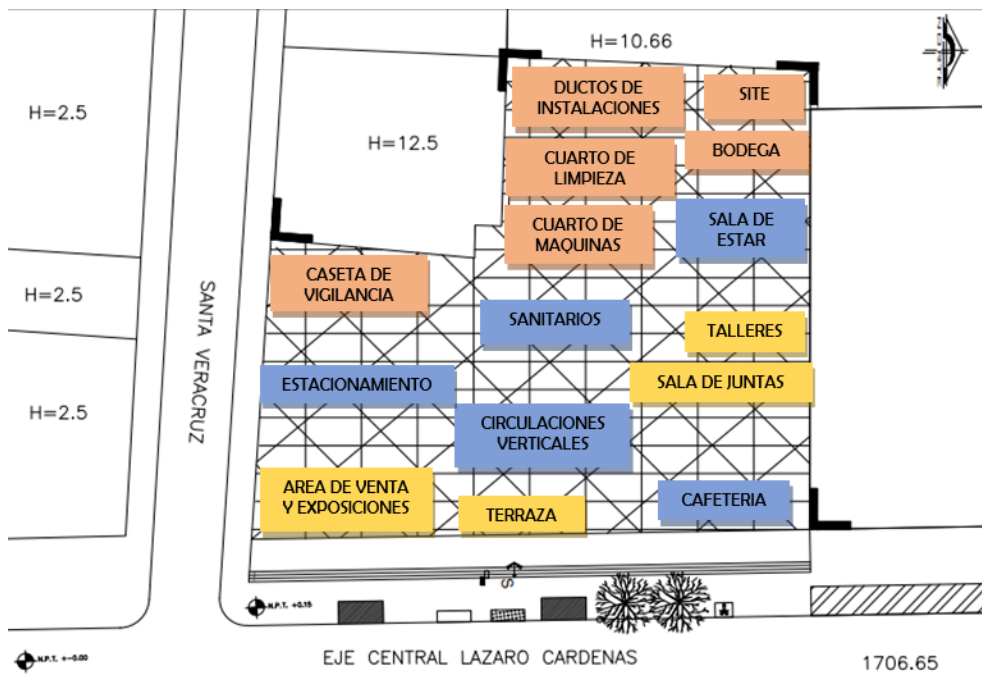 H=10.66
H=2.5
H=12.5
DUCTOS DE
INSTALACIONES
SITE
CUARTO DE
LIMPIEZA
BODEGA
CUARTO DE
MAQUINAS
SALA DE
ESTAR
CASETA DE
VIGILANCIA
H=2.5
SANTA VERACRUZ
SANITARIOS
TALLERES
ESTACIONAMIENTO
SALA DE JUNTAS
H=2.5
CIRCULACIONES
VERTICALES
AREA DE VENTA
Y EXPOSICIONES
TERRAZA
CAFETERIA
S
N.P.T. +0.15
N.P.T. +-0.00
EJE CENTRAL LAZARO CARDENAS
1706.65